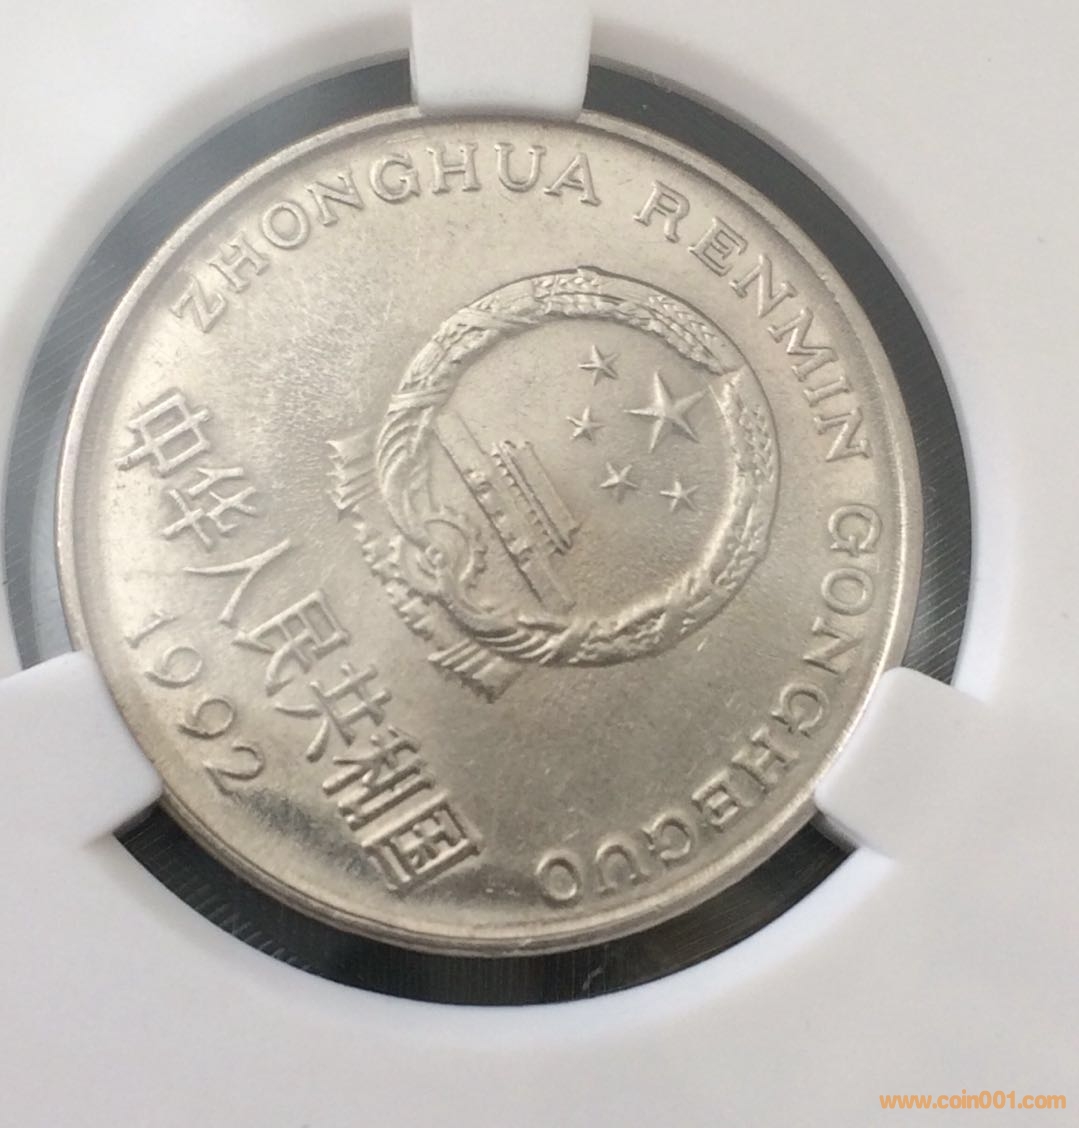 ZHONGHUA RENMIN GONGHEGUO
中华人民共和国
1992
www.coin001.com